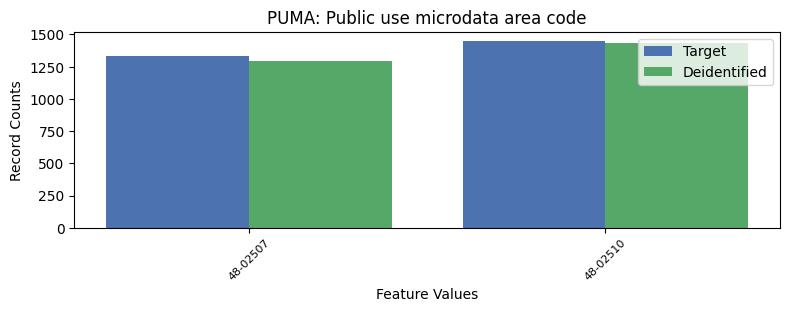 PUMA: Public use microdata area code
1500
1250
1000
750
500
250
0
Record Counts
Target
Deidentified
48-02507
48-02510
Feature Values